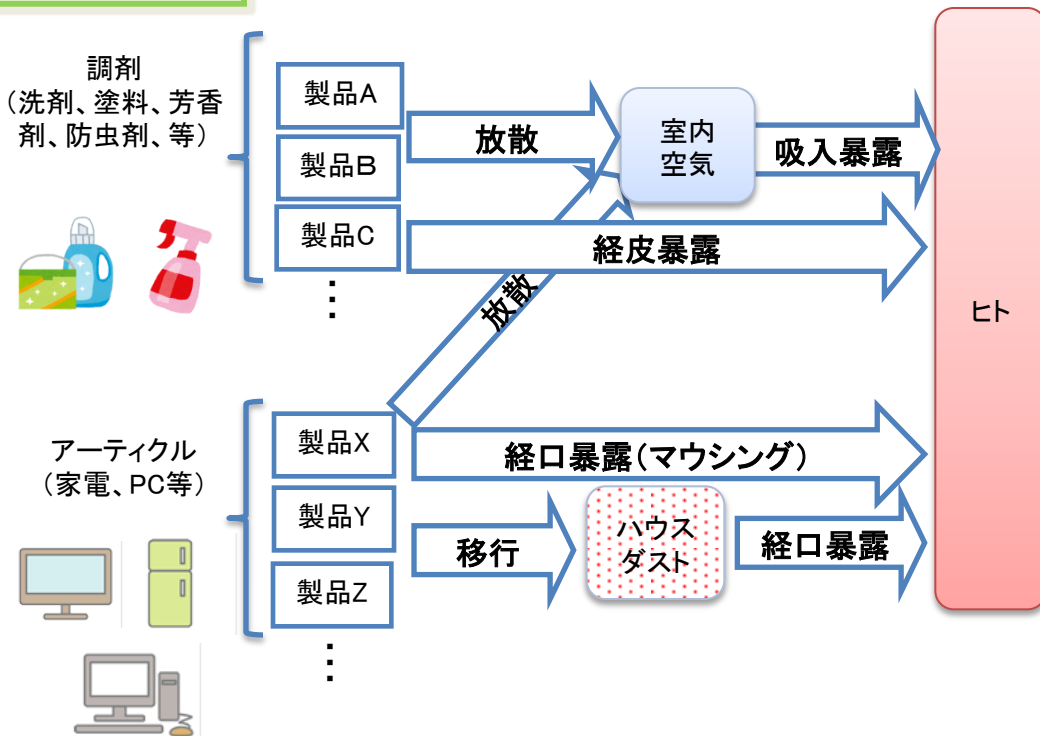 調剤
（洗剤、塗料、芳香
剤、防虫剤、等）
製品A
製品B
製品C
⋮
放散
室内
空気
吸入暴露
経皮暴露
放散
ヒト
アーティクル
（家電、PC等）
製品X
製品Y
製品Z
⋮
経口暴露（マウシング）
移行
ハウス
ダスト
経口暴露